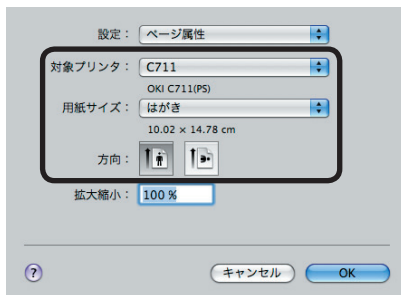 設定： ページ属性
対象プリンタ： C711
OKI C711(PS)
用紙サイズ： はがき
10.02 × 14.78 cm
方向：
拡大縮小： 100 %
? キャンセル OK